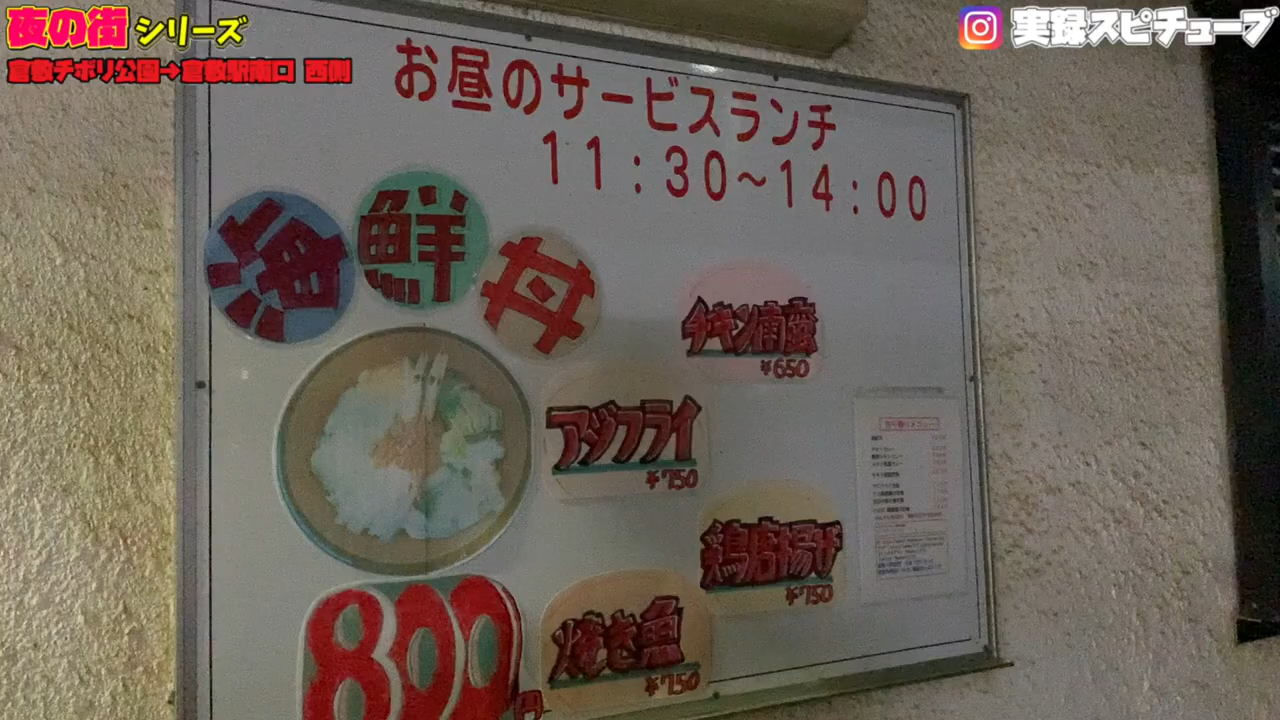 夜の街シリーズ
倉敷チボリ公園→倉敷駅南口 西側
実録スピチューブ
お昼のサービスランチ
11:30~14:00
海鮮丼
800円
チキン南蛮
¥650
アジフライ
¥750
鶏唐揚げ
¥750
焼き魚
¥750